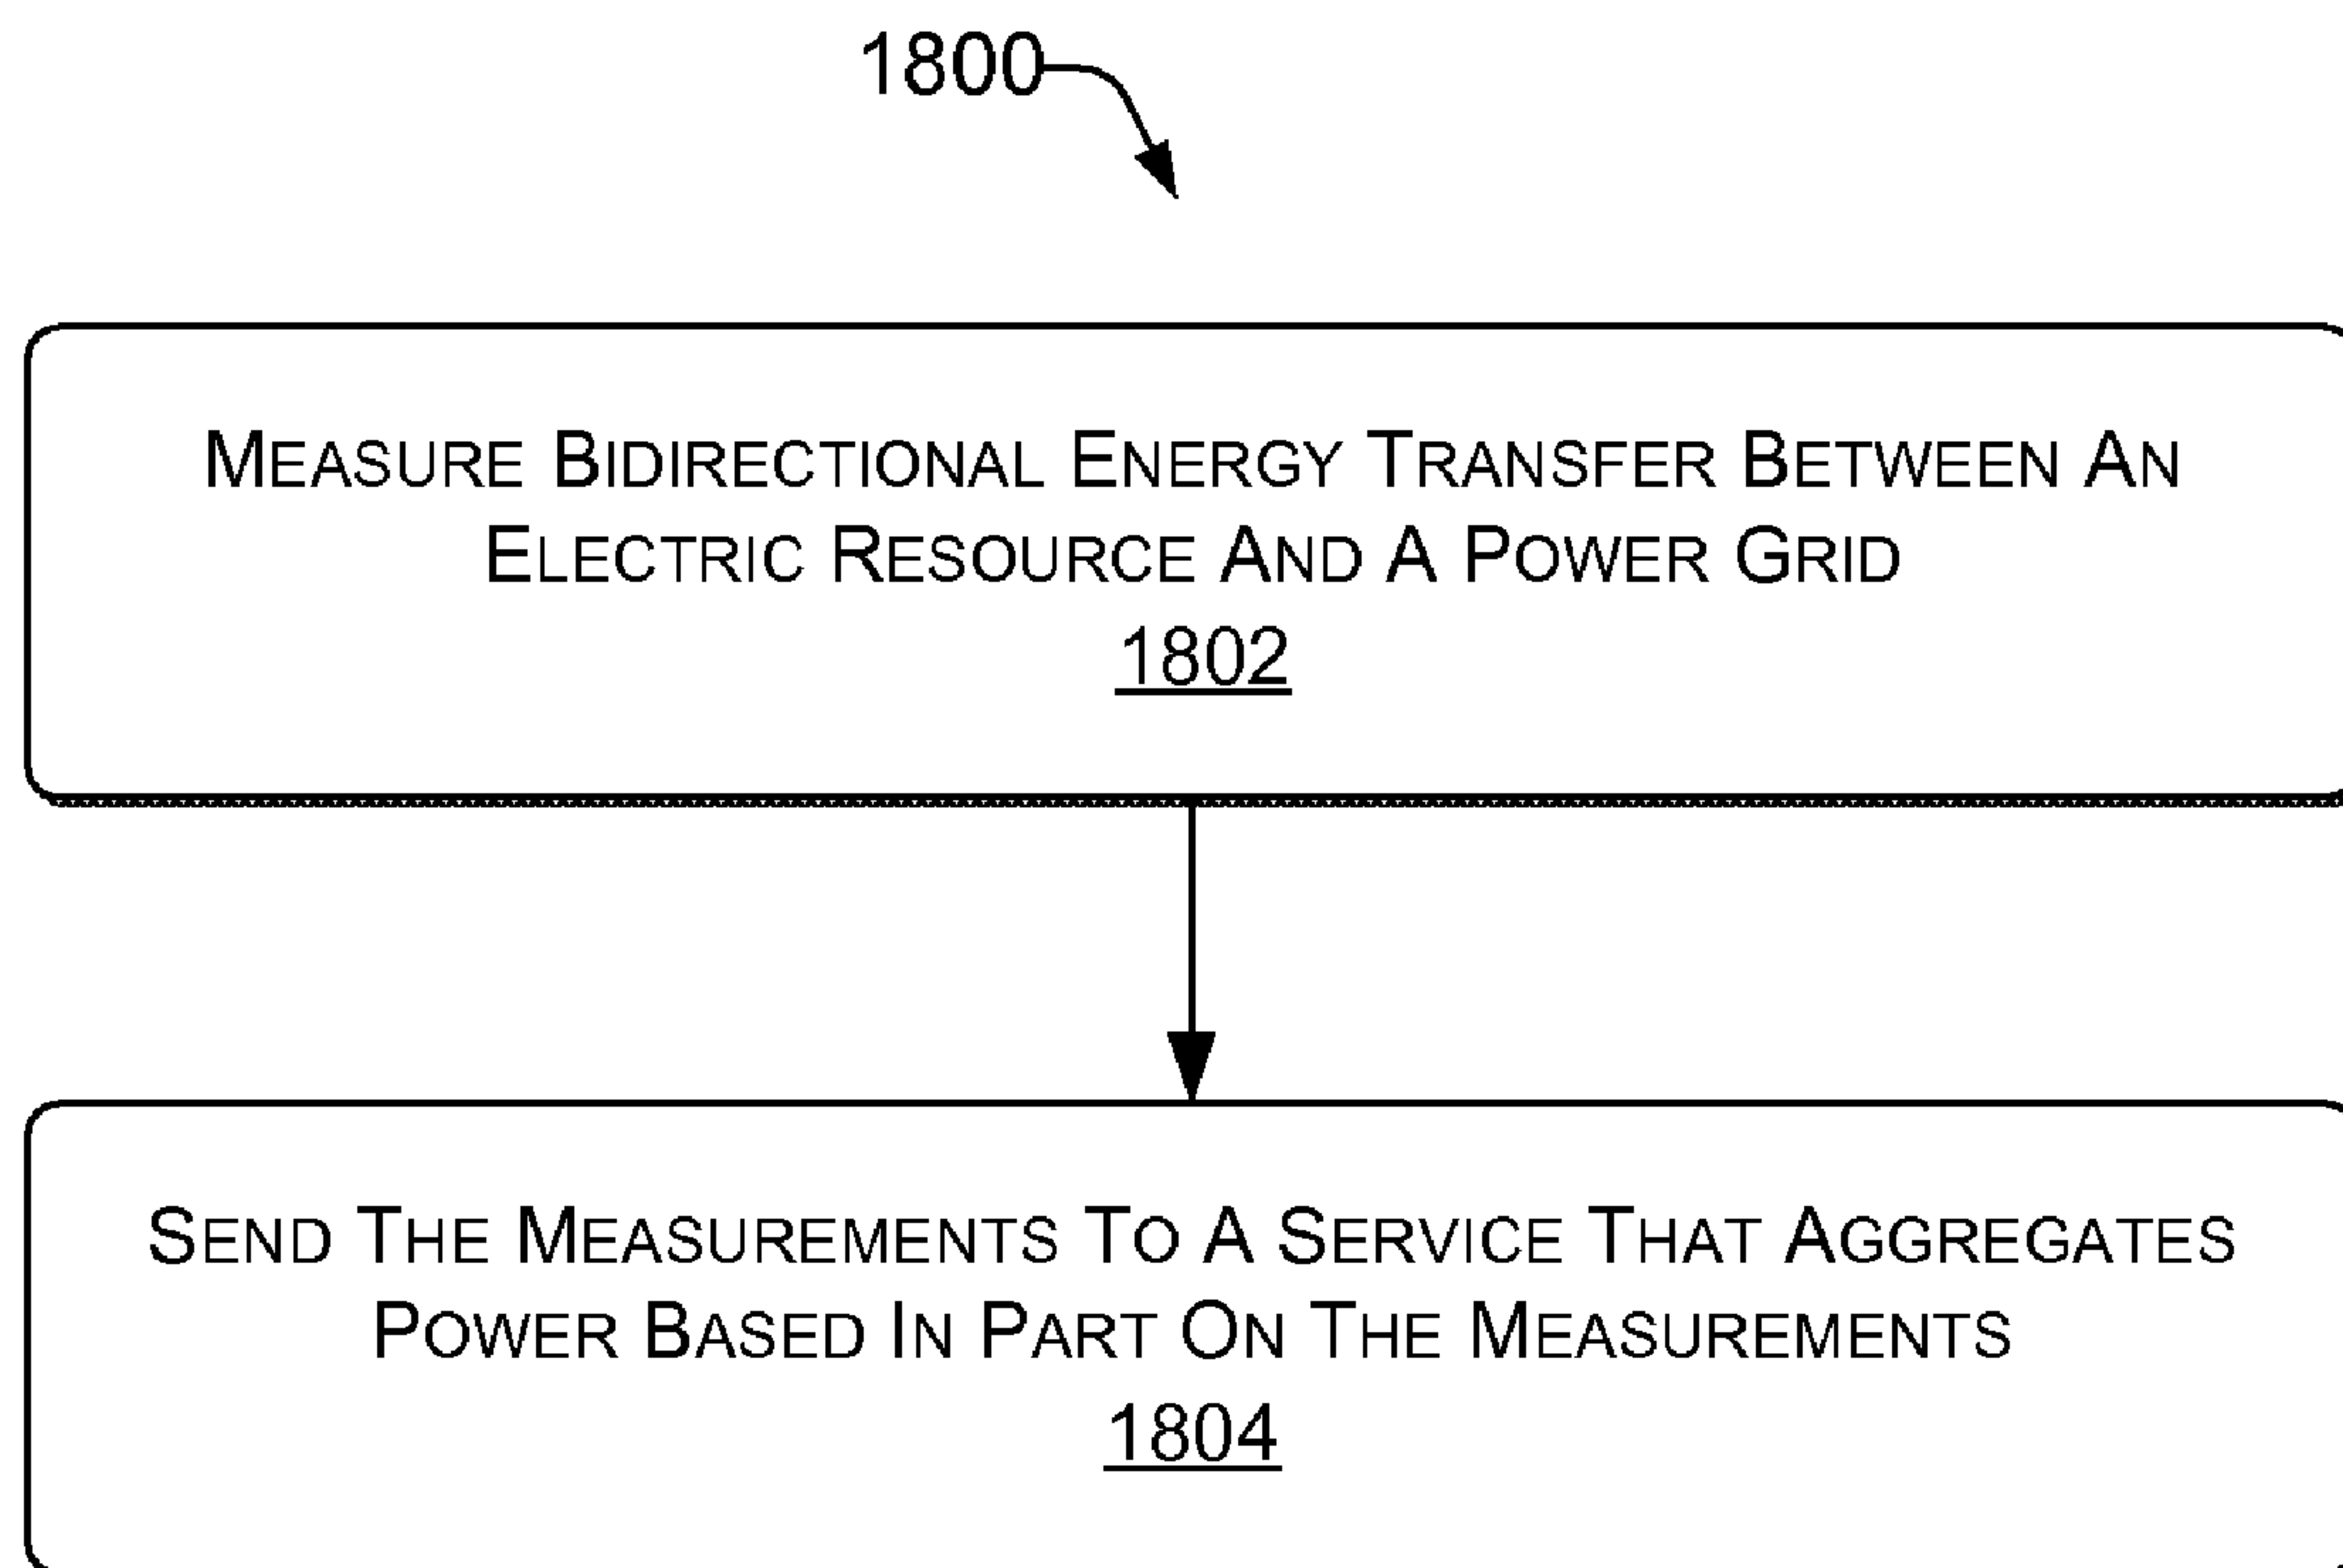 1800
MEASURE BIDIRECTIONAL ENERGY TRANSFER BETWEEN AN
ELECTRIC RESOURCE AND A POWER GRID
1802
SEND THE MEASUREMENTS TO A SERVICE THAT AGGREGATES
POWER BASED IN PART ON THE MEASUREMENTS
1804